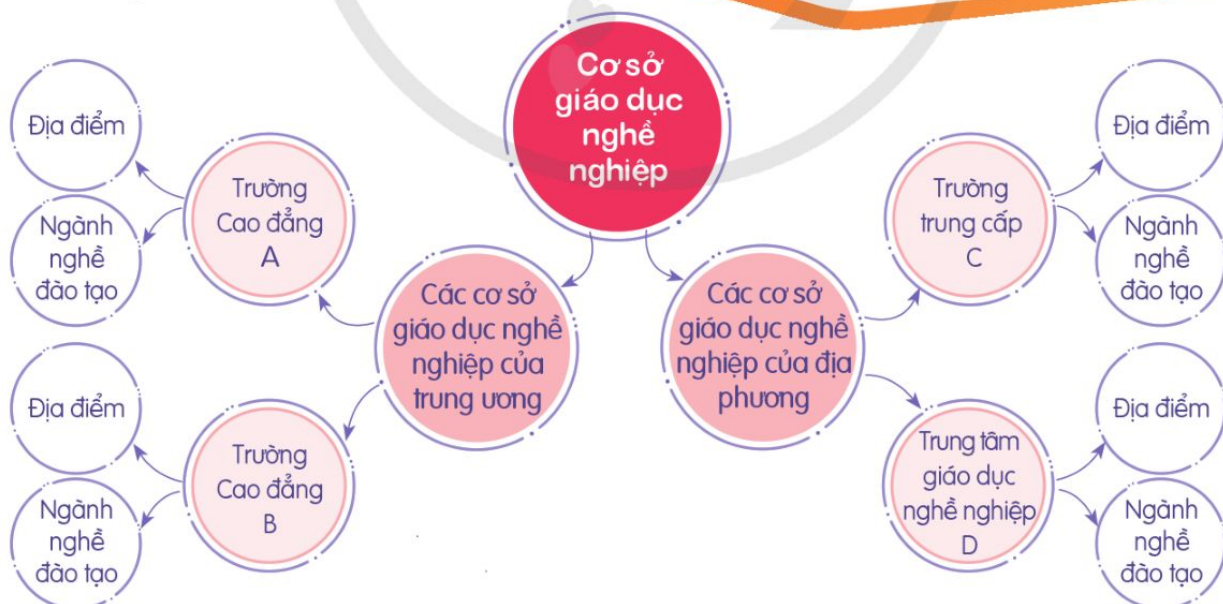 Cơ sở
giáo dục
nghề
nghiệp
Các cơ sở
giáo dục nghề
nghiệp của
trung ương
Trường
Cao đẳng
A
Địa điểm
Ngành
nghề
đào tạo
Trường
Cao đẳng
B
Địa điểm
Ngành
nghề
đào tạo
Các cơ sở
giáo dục nghề
nghiệp của địa
phương
Trường
trung cấp
C
Địa điểm
Ngành
nghề
đào tạo
Trung tâm
giáo dục
nghề nghiệp
D
Địa điểm
Ngành
nghề
đào tạo